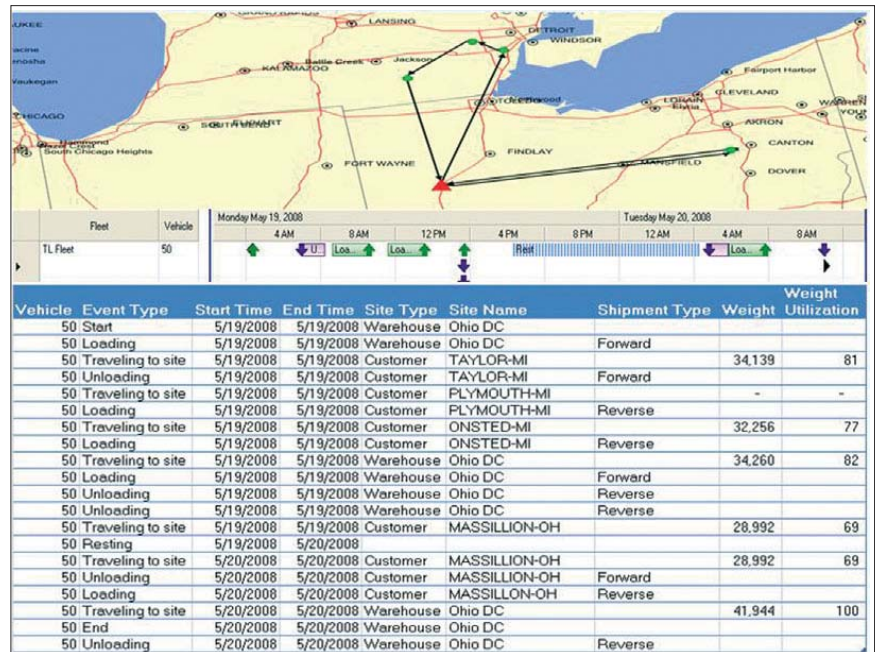 LANSING
DETROIT
WINDSOR
Battle Creek
Jackson
KALAMAZOO
Waukegan
Fairport Harbor
CLEVELAND
LORAIN
Elyria
CHICAGO
AKRON
Hammond
South Chicago Heights
CANTON
FORT WAYNE
FINDLAY
MANSFIELD
DOVER
Fleet Vehicle Monday May 19, 2008 Tuesday May 20, 2008
4 AM 8 AM 12 PM 4 PM 8 PM 12 AM 4 AM 8 AM
TL Fleet 50 U... Loa... Loa... Rest Loa...
Vehicle Event Type Start Time End Time Site Type Site Name Shipment Type Weight Weight Utilization
50 Start 5/19/2008 5/19/2008 Warehouse Ohio DC
50 Loading 5/19/2008 5/19/2008 Warehouse Ohio DC Forward
50 Traveling to site 5/19/2008 5/19/2008 Customer TAYLOR-MI 34,139 81
50 Unloading 5/19/2008 5/19/2008 Customer TAYLOR-MI Forward
50 Traveling to site 5/19/2008 5/19/2008 Customer PLYMOUTH-MI - -
50 Loading 5/19/2008 5/19/2008 Customer PLYMOUTH-MI Reverse
50 Traveling to site 5/19/2008 5/19/2008 Customer ONSTED-MI 32,256 77
50 Loading 5/19/2008 5/19/2008 Customer ONSTED-MI Reverse
50 Traveling to site 5/19/2008 5/19/2008 Warehouse Ohio DC 34,260 82
50 Loading 5/19/2008 5/19/2008 Warehouse Ohio DC Forward
50 Unloading 5/19/2008 5/19/2008 Warehouse Ohio DC Reverse
50 Unloading 5/19/2008 5/19/2008 Warehouse Ohio DC Reverse
50 Traveling to site 5/19/2008 5/19/2008 Customer MASSILLION-OH 28,992 69
50 Resting 5/19/2008 5/20/2008
50 Traveling to site 5/20/2008 5/20/2008 Customer MASSILLION-OH 28,992 69
50 Unloading 5/20/2008 5/20/2008 Customer MASSILLION-OH Forward
50 Loading 5/20/2008 5/20/2008 Customer MASSILLON-OH Reverse
50 Traveling to site 5/20/2008 5/20/2008 Warehouse Ohio DC 41,944 100
50 End 5/20/2008 5/20/2008 Warehouse Ohio DC
50 Unloading 5/20/2008 5/20/2008 Warehouse Ohio DC Reverse